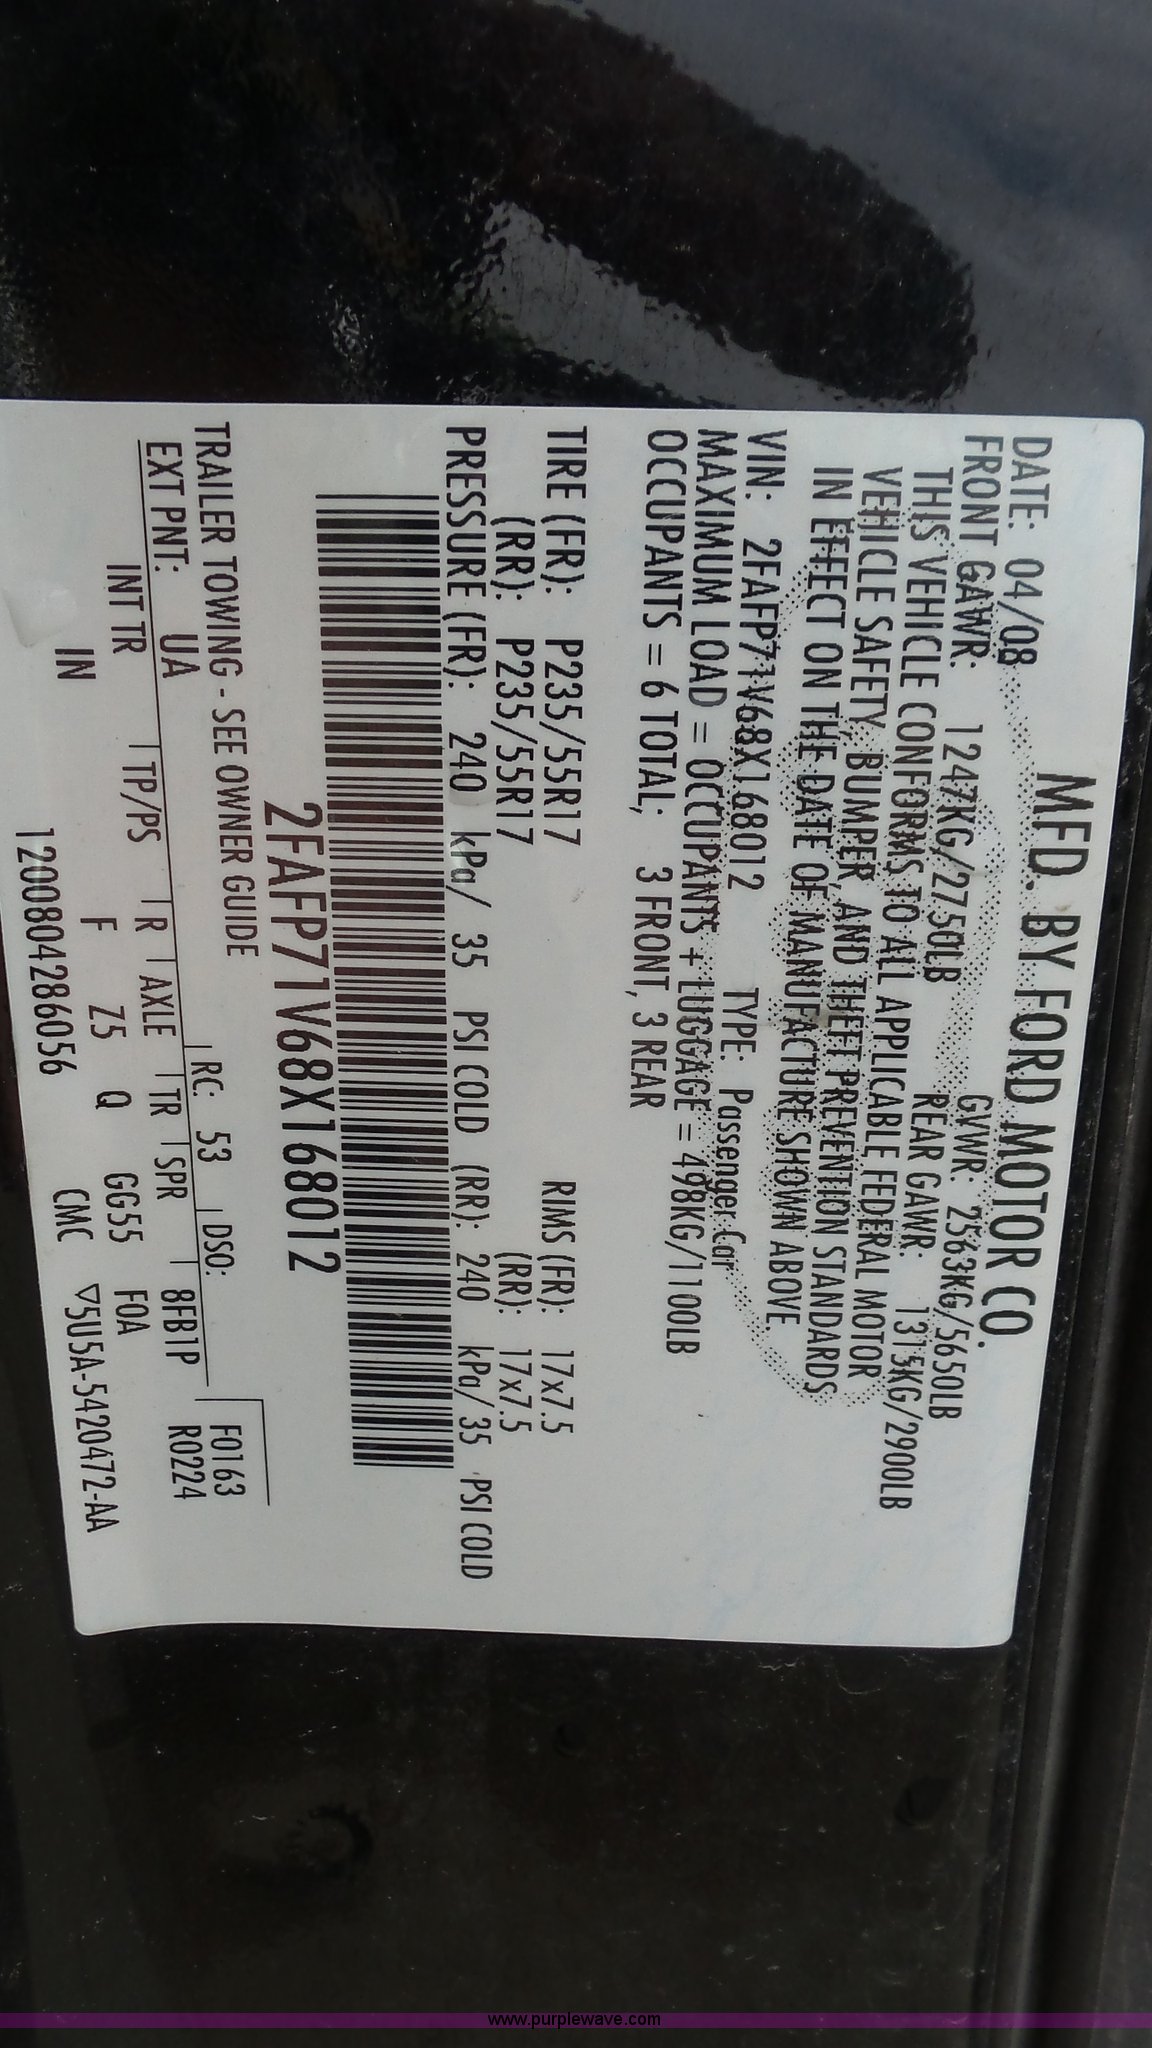 MFD. BY FORD MOTOR CO.
DATE: 04/08 GVWR: 2563KG/5650LB
FRONT GAWR: 1247KG/2750LB REAR GAWR: 1315KG/2900LB
THIS VEHICLE CONFORMS TO ALL APPLICABLE FEDERAL MOTOR
VEHICLE SAFETY, BUMPER, AND THEFT PREVENTION STANDARDS
IN EFFECT ON THE DATE OF MANUFACTURE SHOWN ABOVE.
VIN: 2FAFP71V68X168012 TYPE: Passenger Car
MAXIMUM LOAD = OCCUPANTS + LUGGAGE = 498KG/1100LB
OCCUPANTS = 6 TOTAL; 3 FRONT, 3 REAR
TIRE (FR): P235/55R17 RIMS (FR): 17x7.5
(RR): P235/55R17 (RR): 17x7.5
PRESSURE (FR): 240 kPa/ 35 PSI COLD (RR): 240 kPa/ 35 PSI COLD
2FAFP71V68X168012
TRAILER TOWING - SEE OWNER GUIDE
F0163
EXT PNT: UA RC: 53 DSO: R0224
INT TR TP/PS R AXLE TR SPR 8FB1P
IN F Z5 Q GG55 F0A
1200804286056 CMC ▽5U5A-5420472-AA
www.purplewave.com